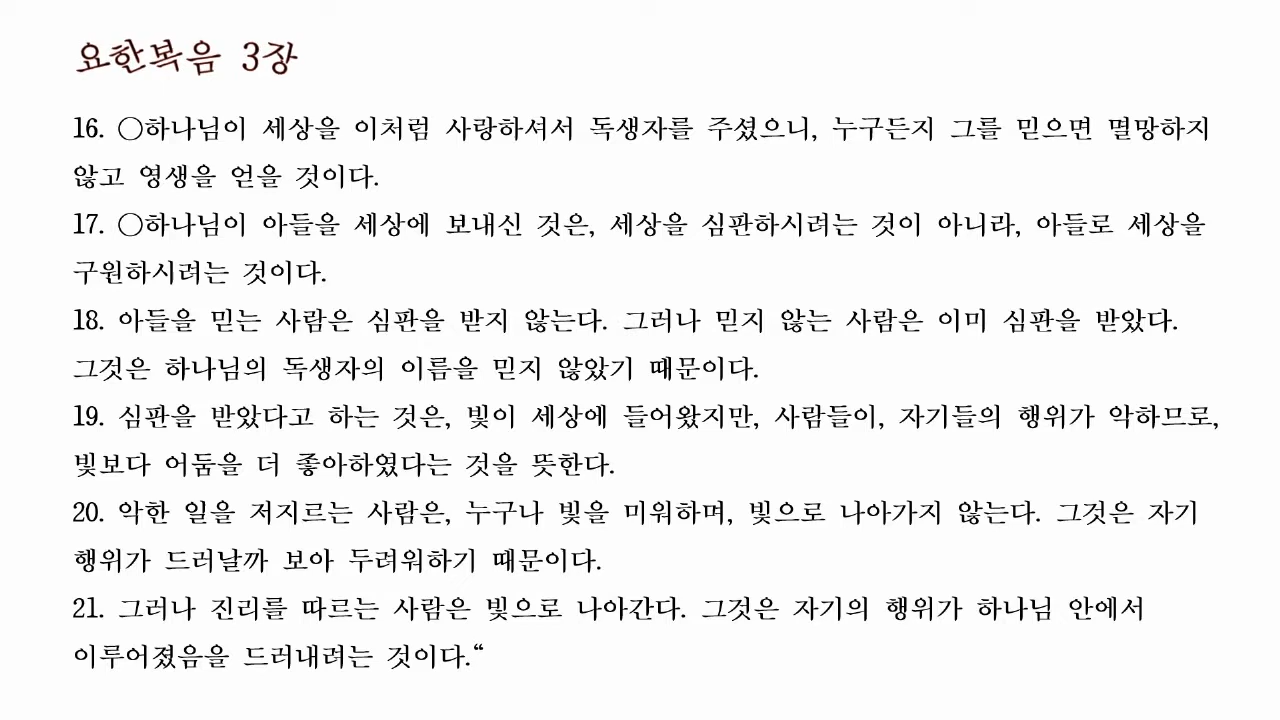 요한복음 3장
16. ○하나님이 세상을 이처럼 사랑하셔서 독생자를 주셨으니, 누구든지 그를 믿으면 멸망하지
않고 영생을 얻을 것이다.
17. ○하나님이 아들을 세상에 보내신 것은, 세상을 심판하시려는 것이 아니라, 아들로 세상을
구원하시려는 것이다.
18. 아들을 믿는 사람은 심판을 받지 않는다. 그러나 믿지 않는 사람은 이미 심판을 받았다.
그것은 하나님의 독생자의 이름을 믿지 않았기 때문이다.
19. 심판을 받았다고 하는 것은, 빛이 세상에 들어왔지만, 사람들이, 자기들의 행위가 악하므로,
빛보다 어둠을 더 좋아하였다는 것을 뜻한다.
20. 악한 일을 저지르는 사람은, 누구나 빛을 미워하며, 빛으로 나아가지 않는다. 그것은 자기
행위가 드러날까 보아 두려워하기 때문이다.
21. 그러나 진리를 따르는 사람은 빛으로 나아간다. 그것은 자기의 행위가 하나님 안에서
이루어졌음을 드러내려는 것이다.“